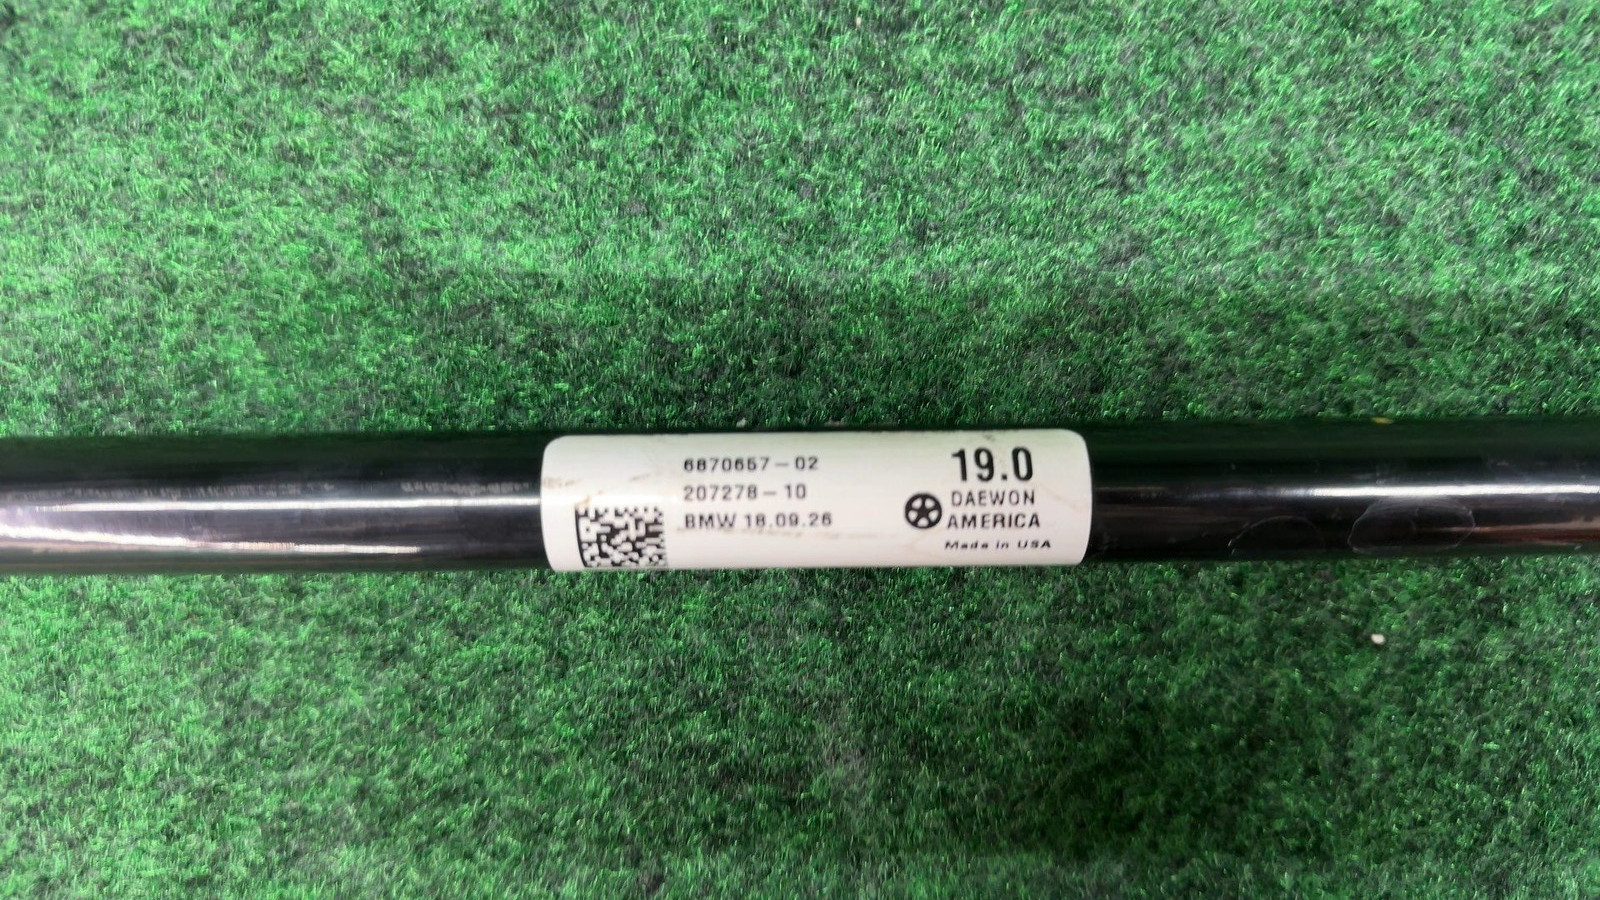 6870657-02
207278-10
BMW 18.09.26
19.0
DAEWON
AMERICA
Made in USA